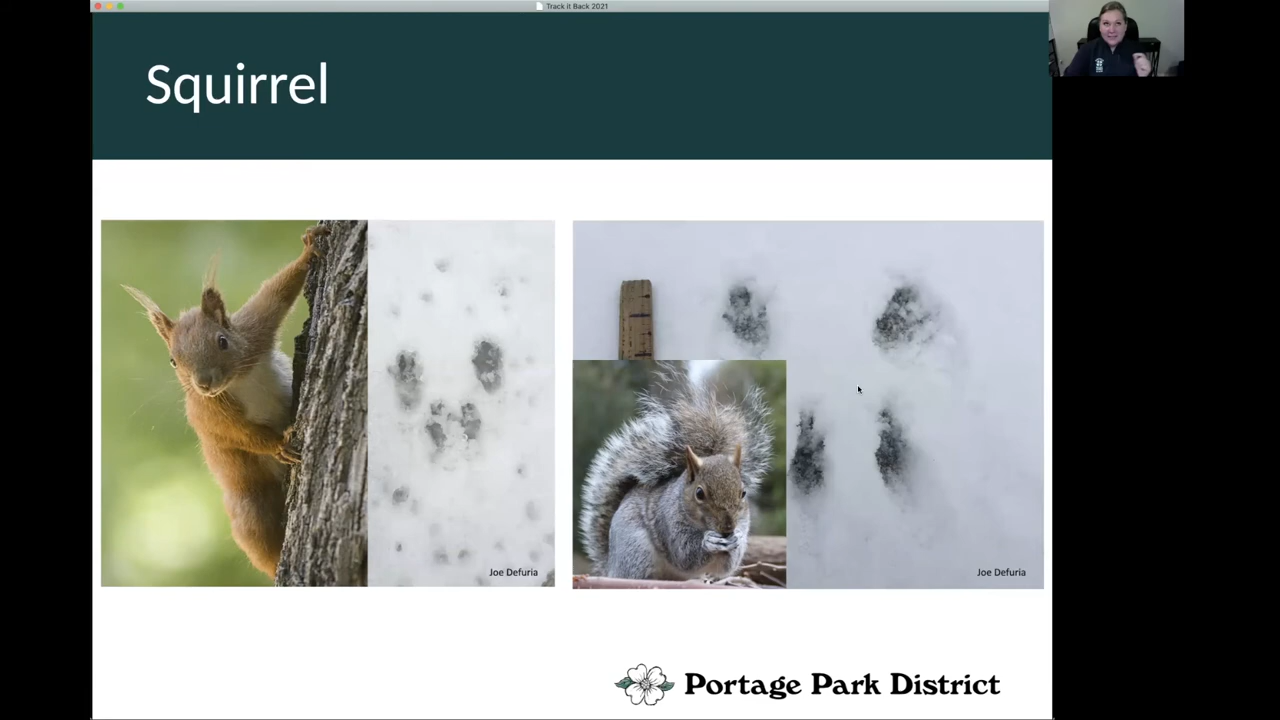 Track it Back 2021
Squirrel
Joe Defuria
Joe Defuria
Portage Park District